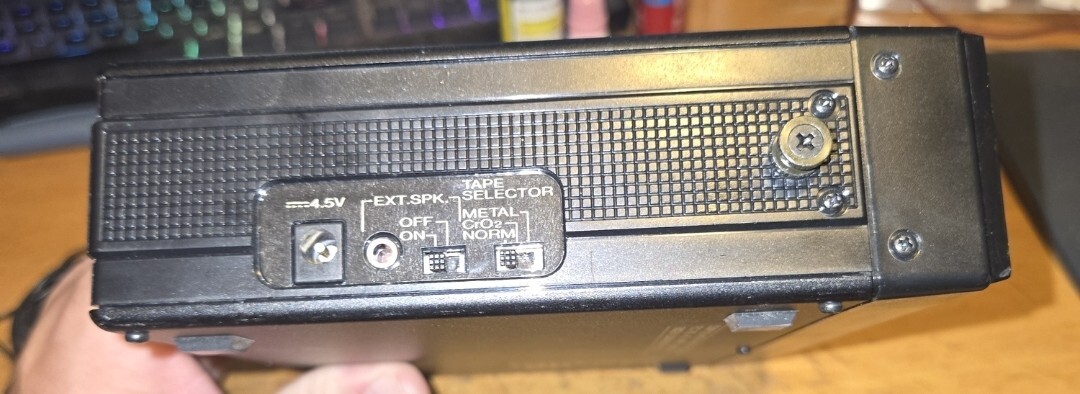 ⎓4.5V
EXT.SPK.
OFF
ON
TAPE
SELECTOR
METAL
CrO2
NORM